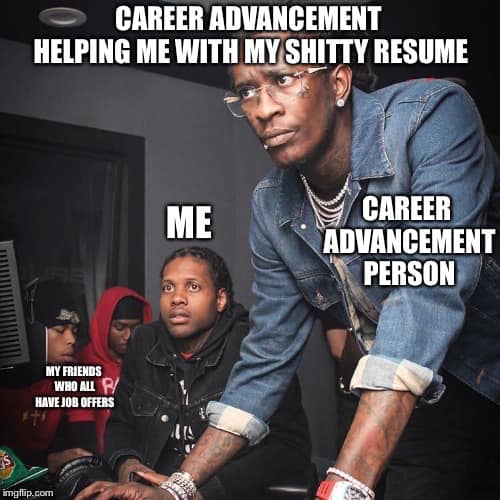 CAREER ADVANCEMENT
HELPING ME WITH MY SHITTY RESUME
ME
CAREER
ADVANCEMENT
PERSON
MY FRIENDS
WHO ALL
HAVE JOB OFFERS
imgflip.com